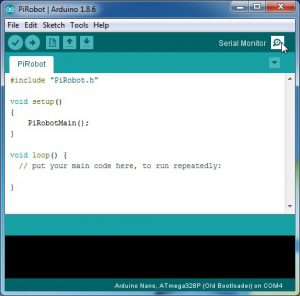 PiRobot | Arduino 1.8.6
File Edit Sketch Tools Help
Serial Monitor
PiRobot
#include "PiRobot.h"
void setup()
{
PiRobotMain();
}
void loop() {
// put your main code here, to run repeatedly:
}
Arduino Nano, ATmega328P (Old Bootloader) on COM4